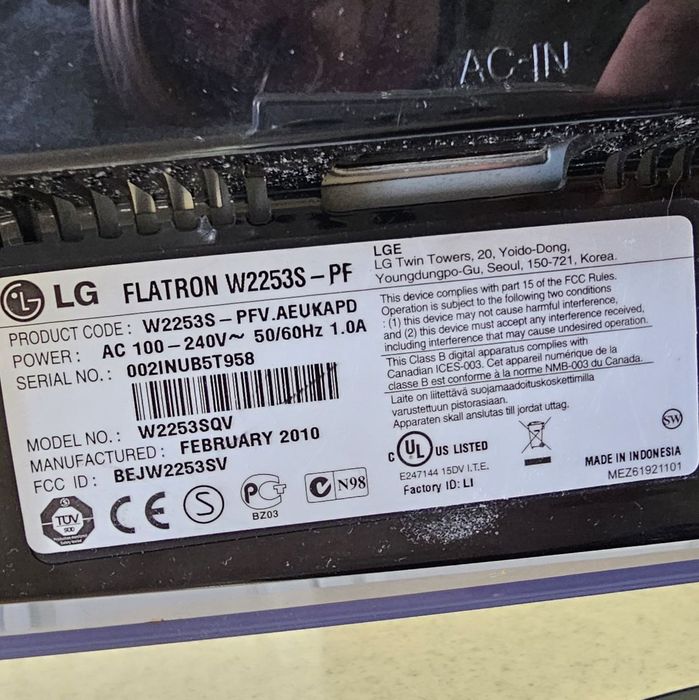 AC-IN
LG FLATRON W2253S-PF
PRODUCT CODE : W2253S-PFV.AEUKAPD
POWER : AC 100-240V~ 50/60Hz 1.0A
SERIAL NO. : 002INUB5T958
MODEL NO. : W2253SQV
MANUFACTURED : FEBRUARY 2010
FCC ID : BEJW2253SV
TÜV
CE
S
PCT
BZ03
N98
LGE
LG Twin Towers, 20, Yoido-Dong,
Youngdungpo-Gu, Seoul, 150-721, Korea.
This device complies with part 15 of the FCC Rules.
Operation is subject to the following two conditions
: (1) this device may not cause harmful interference,
and (2) this device must accept any interference received,
including interference that may cause undesired operation.
This Class B digital apparatus complies with
Canadian ICES-003. Cet appareil numérique de la
classe B est conforme à la norme NMB-003 du Canada.
Laite on liitettävä suojamaadoituskoskettimilla
varustettuun pistorasiaan.
Apparaten skall anslutas till jordat uttag.
C UL US LISTED
E247144 15DV I.T.E.
Factory ID: LI
SW
MADE IN INDONESIA
MEZ61921101